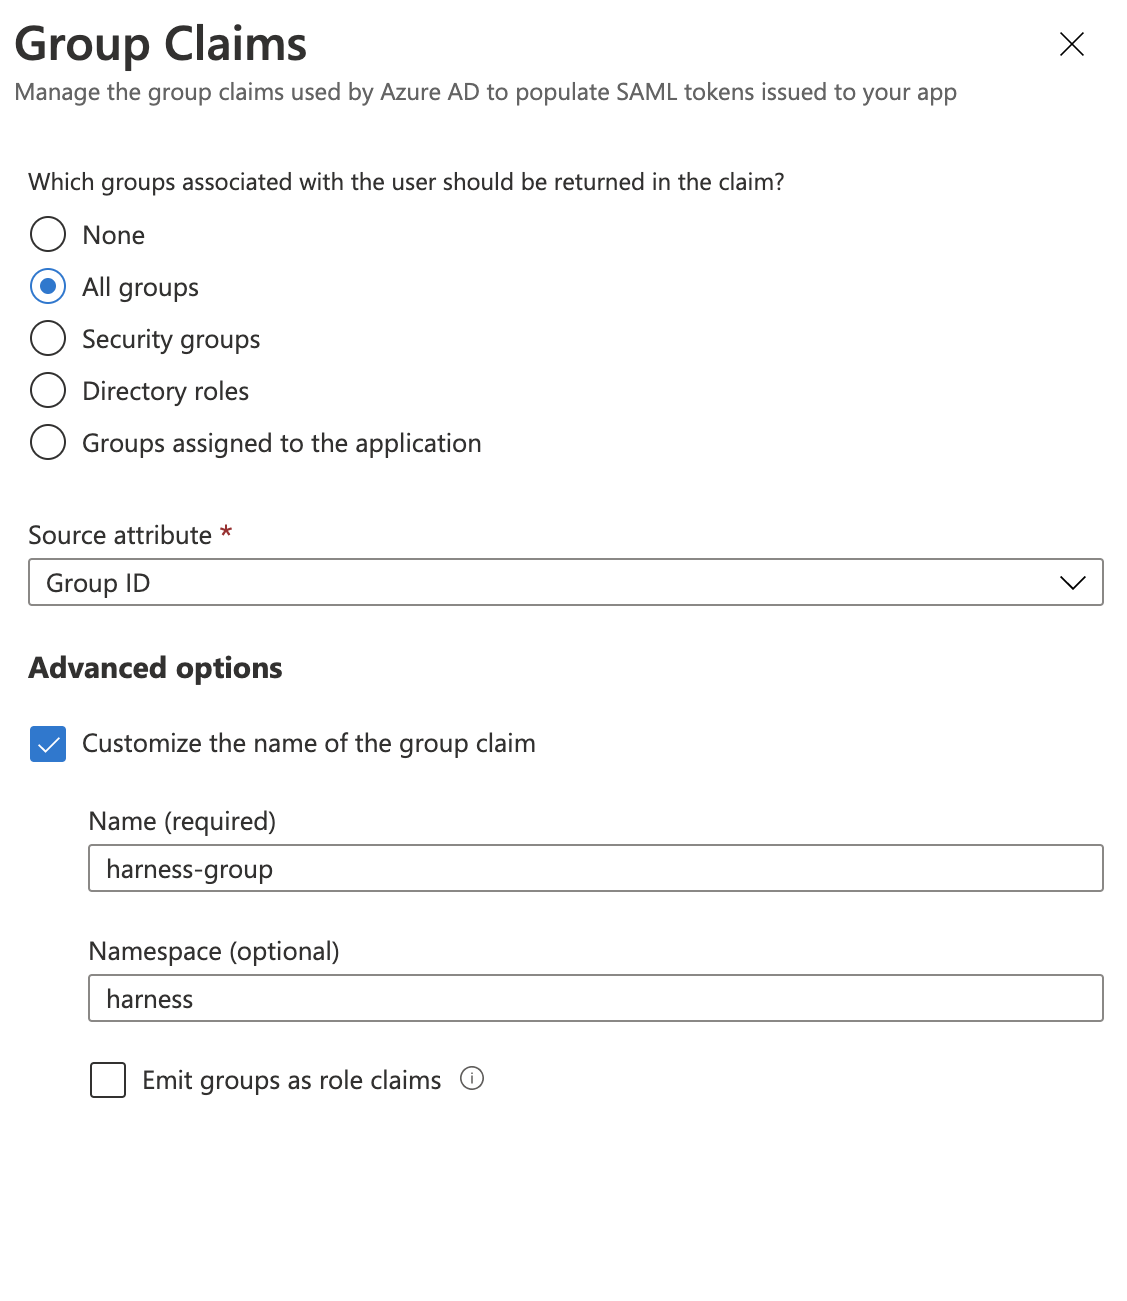 Group Claims
Manage the group claims used by Azure AD to populate SAML tokens issued to your app
Which groups associated with the user should be returned in the claim?
None
All groups
Security groups
Directory roles
Groups assigned to the application
Source attribute *
Group ID
Advanced options
Customize the name of the group claim
Name (required)
harness-group
Namespace (optional)
harness
Emit groups as role claims